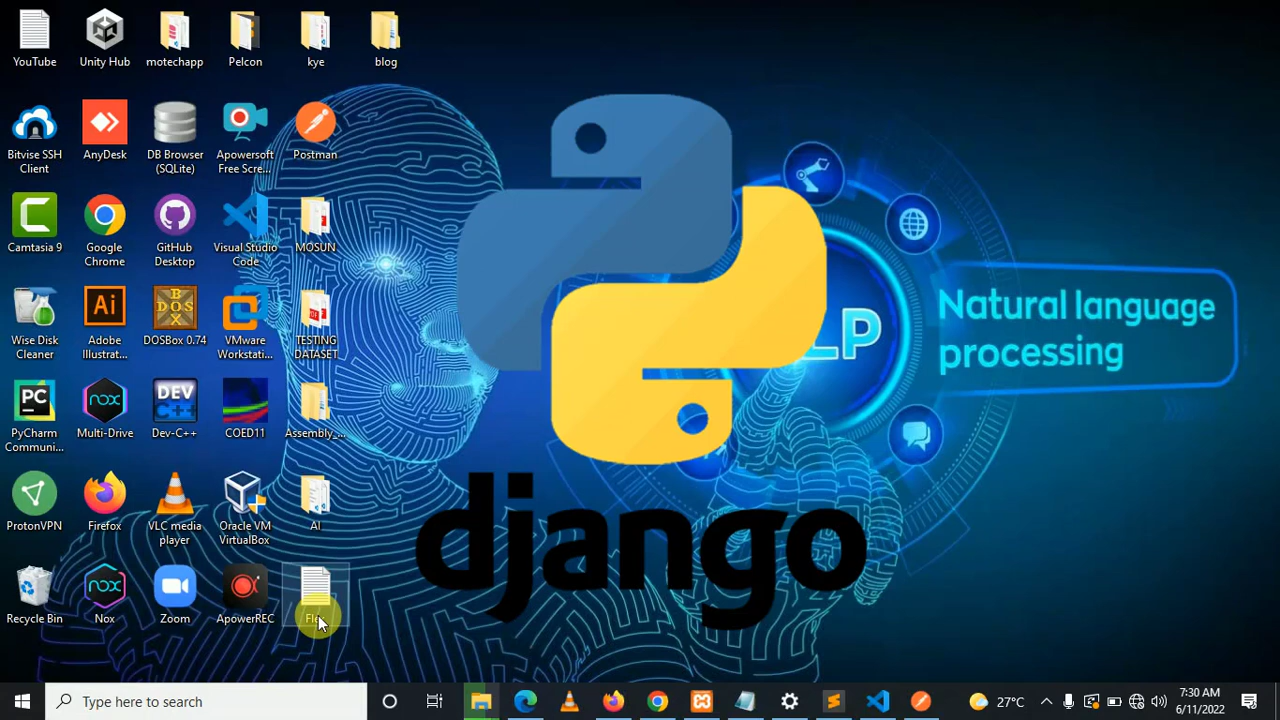 YouTube
Unity Hub
motechapp
Pelcon
kye
blog
Bitvise SSH
Client
AnyDesk
DB Browser
(SQLite)
Apowersoft
Free Scre...
Postman
Camtasia 9
Google
Chrome
GitHub
Desktop
Visual Studio
Code
MOSUN
Wise Disk
Cleaner
Adobe
Illustrat...
DOSBox 0.74
VMware
Workstati...
TESTING
DATASET
PyCharm
Communi...
Multi-Drive
Dev-C++
COED11
Assembly_...
ProtonVPN
Firefox
VLC media
player
Oracle VM
VirtualBox
AI
Recycle Bin
Nox
Zoom
ApowerREC
django
LP
Natural language
processing
Type here to search
27°C
7:30 AM
6/11/2022